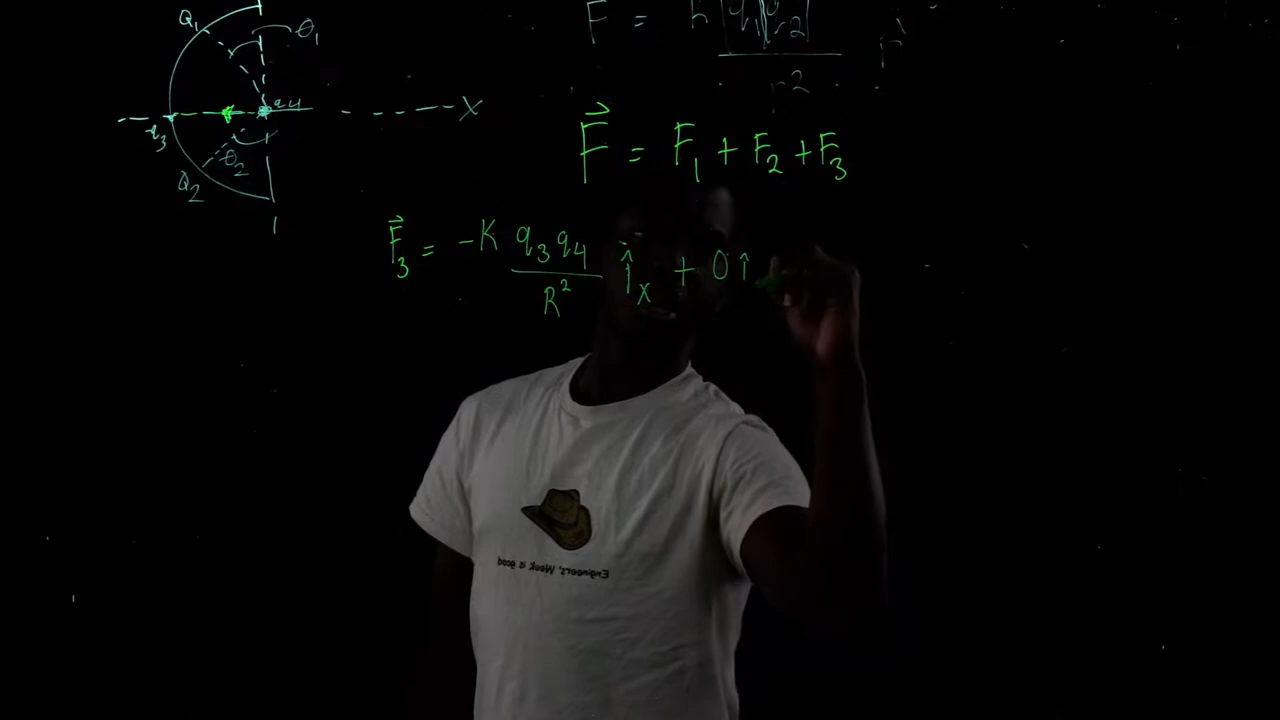 Q₁
θ₁
F = K |q₁||q₂| / r² r̂
q₄
X
q₃
θ₂
Q₂
F⃗ = F₁ + F₂ + F₃
F⃗₃ = -K q₃q₄ / R² î_x + 0 î
Engineers' Week is good